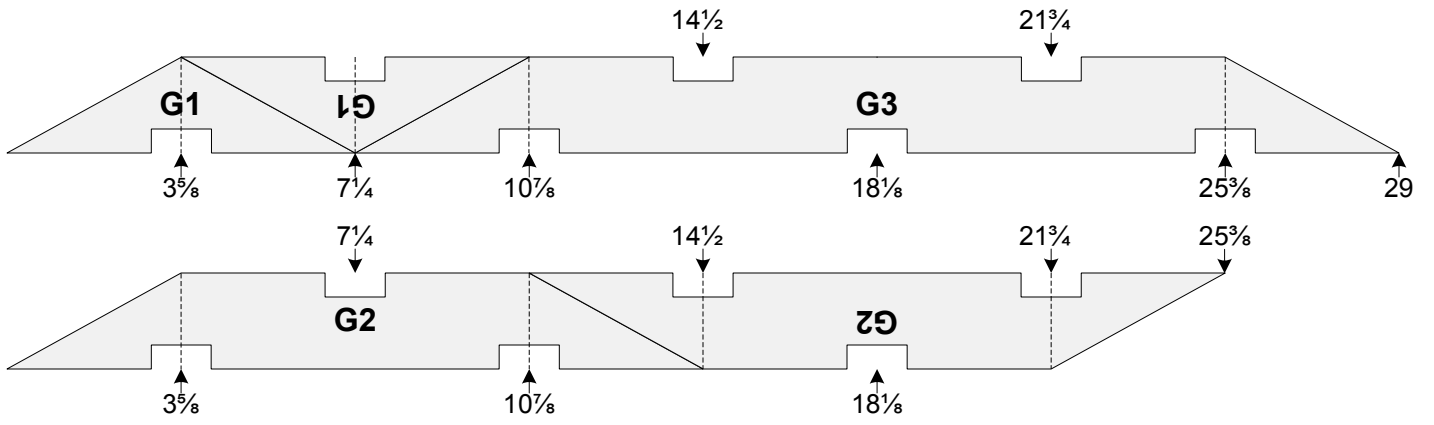 14½ 21¾
G1 G1 G3
3⅝ 7¼ 10⅞ 18⅛ 25⅜ 29
7¼ 14½ 21¾ 25⅜
G2 G2
3⅝ 10⅞ 18⅛